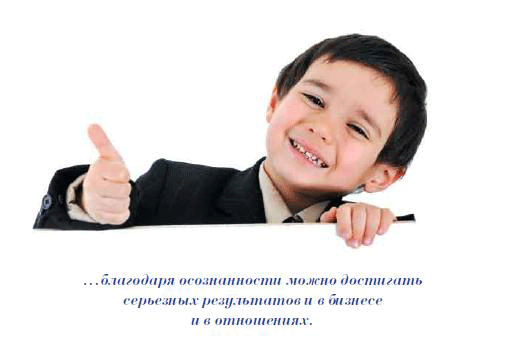 …благодаря осознанности можно достигать
серьезных результатов и в бизнесе
и в отношениях.